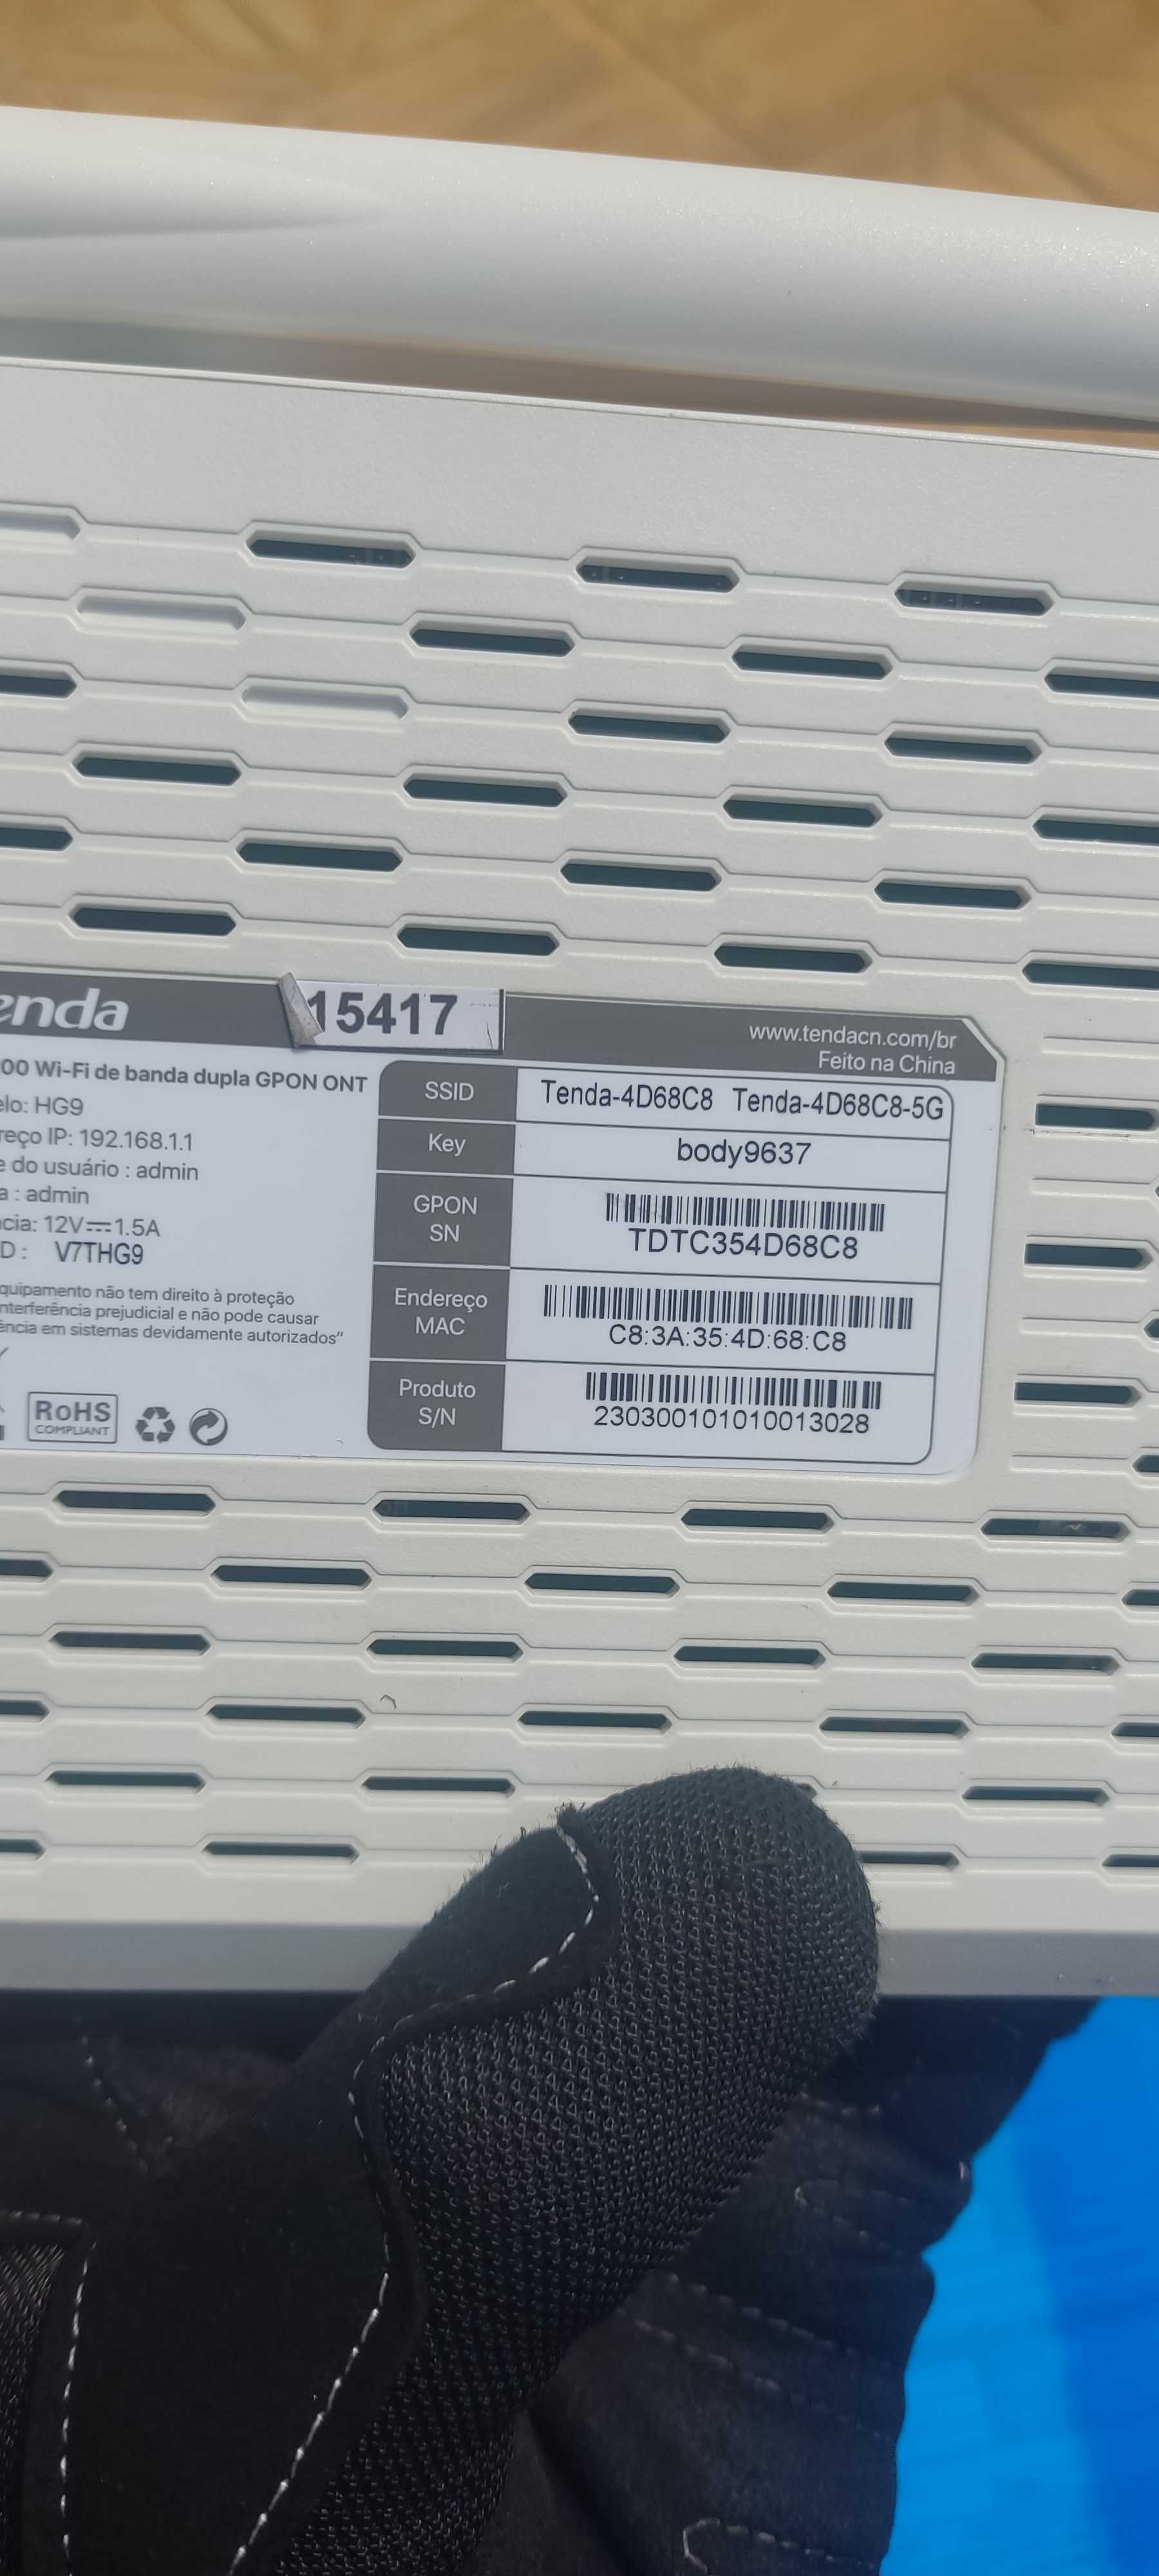 enda
15417
www.tendacn.com/br
Feito na China
00 Wi-Fi de banda dupla GPON ONT
elo: HG9
reço IP: 192.168.1.1
e do usuário : admin
a : admin
cia: 12V⎓1.5A
D : V7THG9
quipamento não tem direito à proteção
nterferência prejudicial e não pode causar
ência em sistemas devidamente autorizados”
RoHS
COMPLIANT
SSID Tenda-4D68C8 Tenda-4D68C8-5G
Key body9637
GPON
SN
TDTC354D68C8
Endereço
MAC
C8:3A:35:4D:68:C8
Produto
S/N
230300101010013028